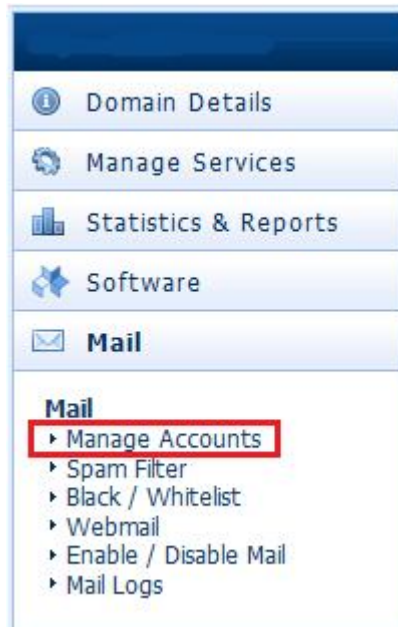 Domain Details
Manage Services
Statistics & Reports
Software
Mail
Mail
Manage Accounts
Spam Filter
Black / Whitelist
Webmail
Enable / Disable Mail
Mail Logs